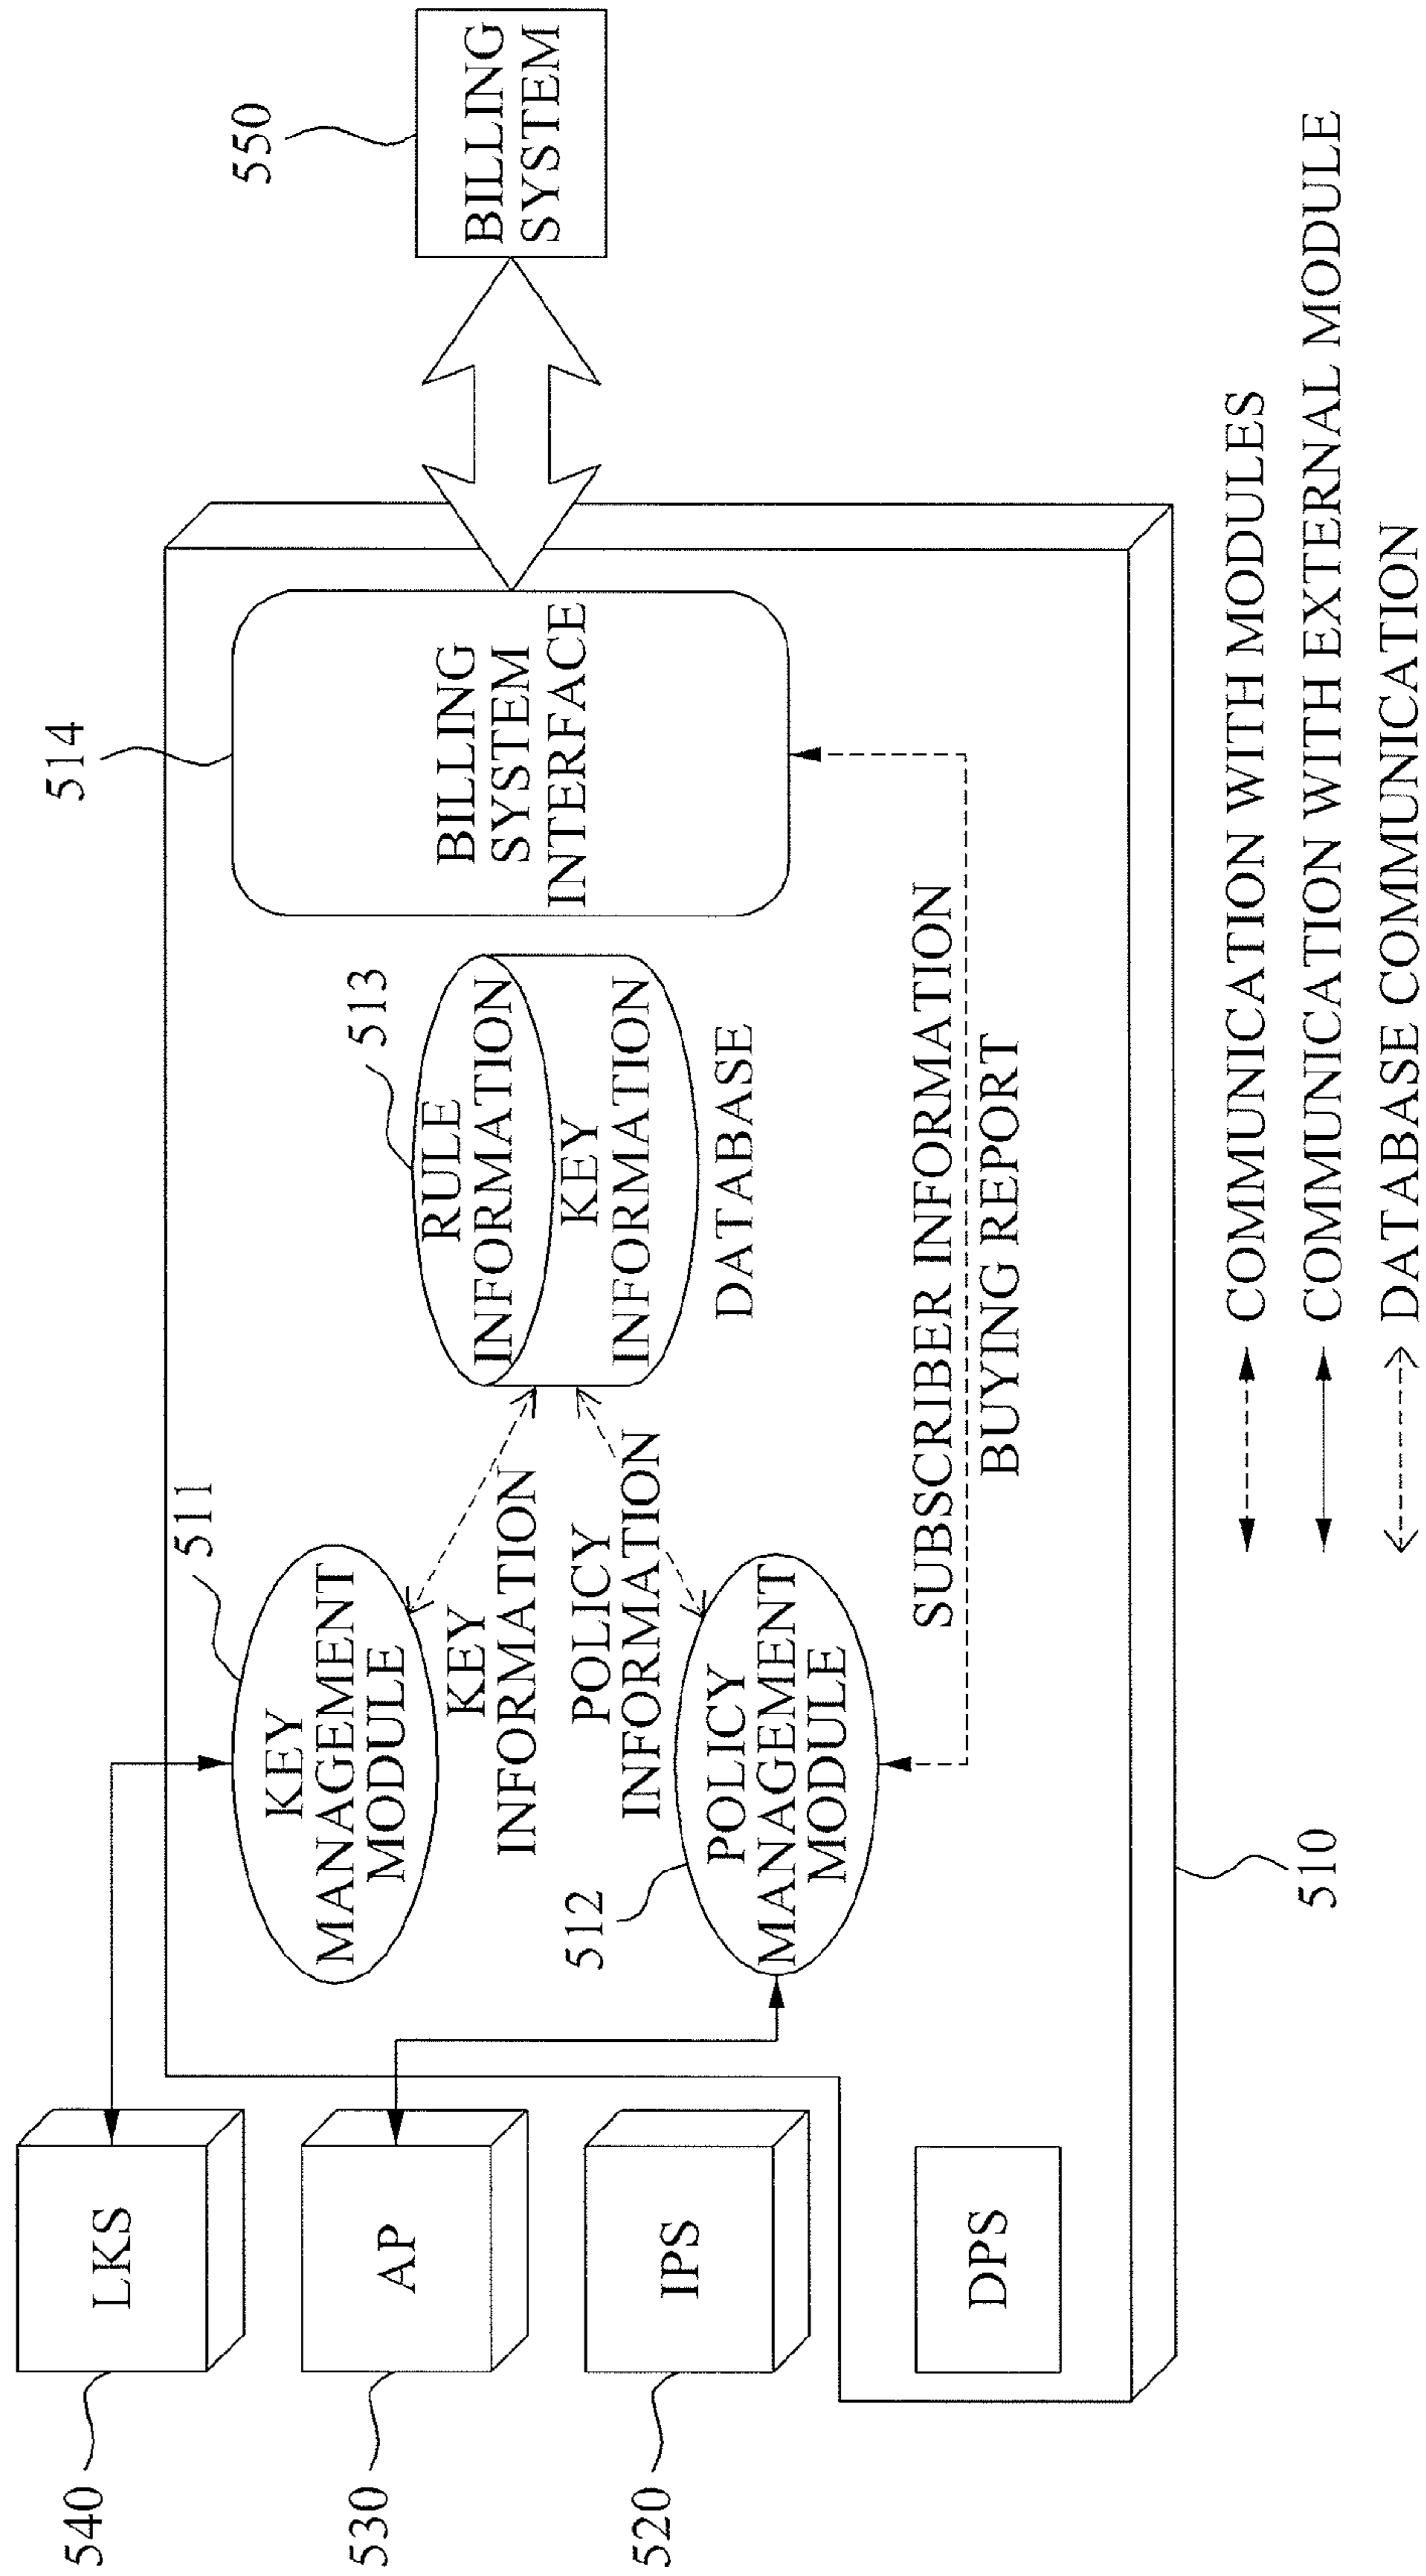 540
LKS
530
AP
520
IPS
DPS
510
511
KEY
MANAGEMENT
MODULE
KEY
INFORMATION
POLICY
INFORMATION
512
POLICY
MANAGEMENT
MODULE
513
RULE
INFORMATION
KEY
INFORMATION
DATABASE
SUBSCRIBER INFORMATION
BUYING REPORT
514
BILLING
SYSTEM
INTERFACE
550
BILLING
SYSTEM
COMMUNICATION WITH MODULES
COMMUNICATION WITH EXTERNAL MODULE
DATABASE COMMUNICATION